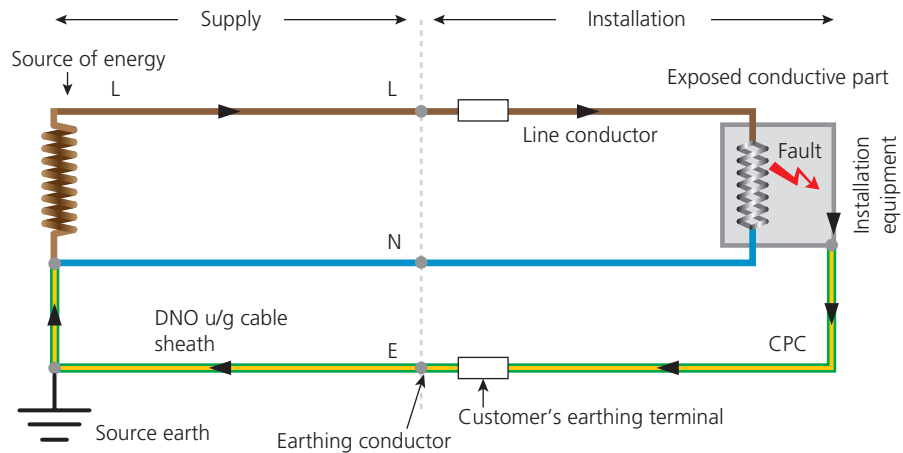 Supply
Installation
Source of energy
Exposed conductive part
L
L
Line conductor
Fault
Installation
equipment
N
DNO u/g cable
sheath
E
CPC
Customer's earthing terminal
Source earth
Earthing conductor